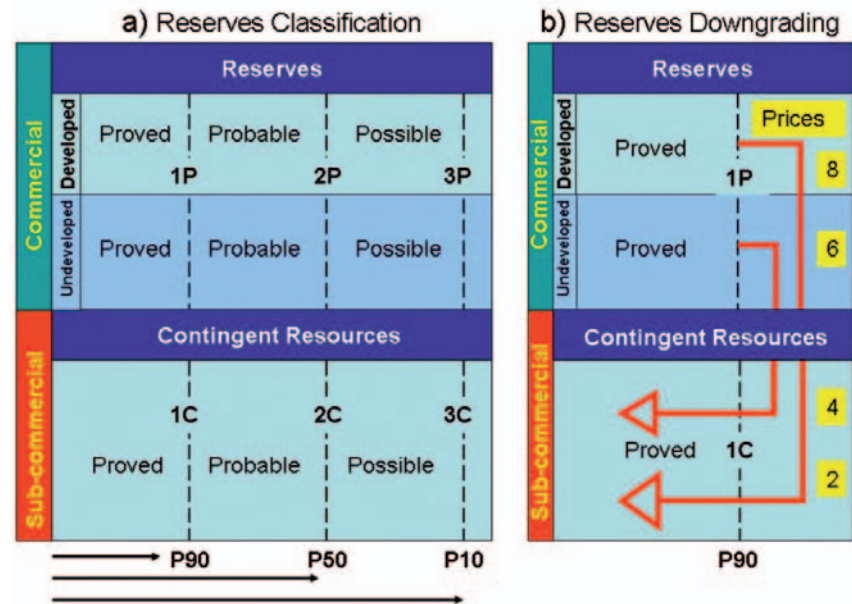 a) Reserves Classification
Commercial
Sub-commercial
Reserves
Developed
Proved
Probable
Possible
1P
2P
3P
Undeveloped
Proved
Probable
Possible
Contingent Resources
1C
2C
3C
Proved
Probable
Possible
P90
P50
P10
b) Reserves Downgrading
Commercial
Sub-commercial
Reserves
Developed
Proved
1P
Prices
8
Undeveloped
Proved
6
Contingent Resources
4
Proved
1C
2
P90